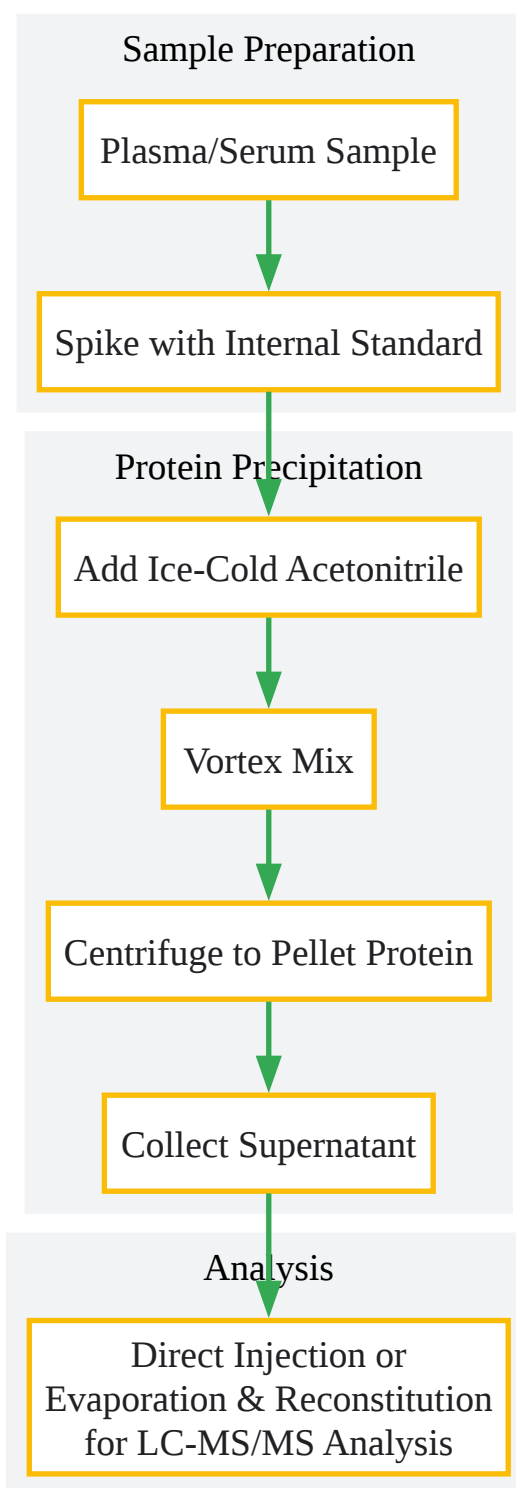 Sample Preparation
Plasma/Serum Sample
Spike with Internal Standard
Protein Precipitation
Add Ice-Cold Acetonitrile
Vortex Mix
Centrifuge to Pellet Protein
Collect Supernatant
Analysis
Direct Injection or
Evaporation & Reconstitution
for LC-MS/MS Analysis